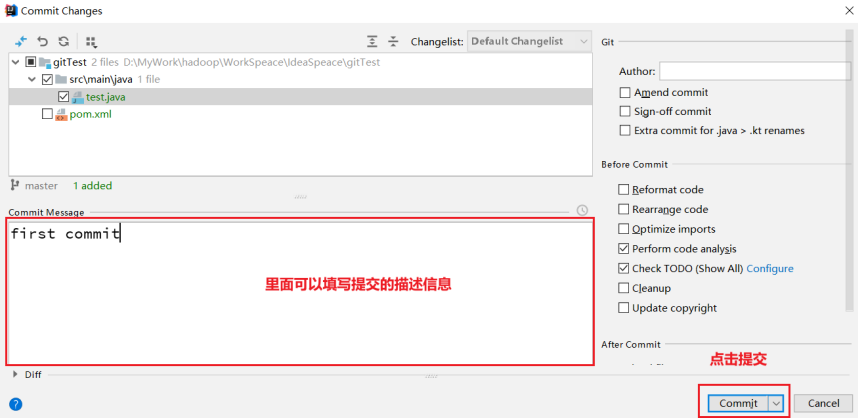 Commit Changes
Changelist: Default Changelist
gitTest 2 files D:\MyWork\hadoop\WorkSpeace\IdeaSpeace\gitTest
src\main\java 1 file
test.java
pom.xml
master 1 added
Commit Message
first commit
里面可以填写提交的描述信息
Diff
Git
Author:
Amend commit
Sign-off commit
Extra commit for .java > .kt renames
Before Commit
Reformat code
Rearrange code
Optimize imports
Perform code analysis
Check TODO (Show All) Configure
Cleanup
Update copyright
After Commit
点击提交
? Commit Cancel